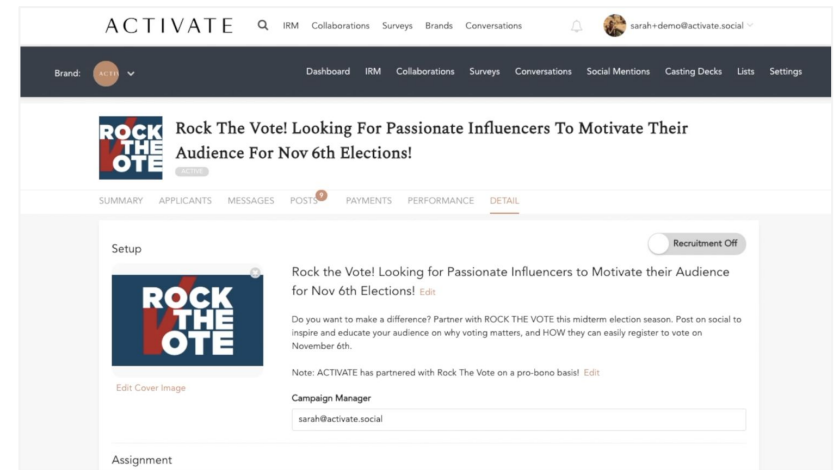 ACTIVATE IRM Collaborations Surveys Brands Conversations sarah+demo@activate.social
Brand: ACTI Dashboard IRM Collaborations Surveys Conversations Social Mentions Casting Decks Lists Settings
ROCK
THE
VOTE
Rock The Vote! Looking For Passionate Influencers To Motivate Their
Audience For Nov 6th Elections!
ACTIVE
SUMMARY APPLICANTS MESSAGES POSTS 9 PAYMENTS PERFORMANCE DETAIL
Setup
Recruitment Off
ROCK
THE
VOTE
Edit Cover Image
Rock the Vote! Looking for Passionate Influencers to Motivate their Audience
for Nov 6th Elections! Edit
Do you want to make a difference? Partner with ROCK THE VOTE this midterm election season. Post on social to
inspire and educate your audience on why voting matters, and HOW they can easily register to vote on
November 6th.
Note: ACTIVATE has partnered with Rock The Vote on a pro-bono basis! Edit
Campaign Manager
sarah@activate.social
Assignment